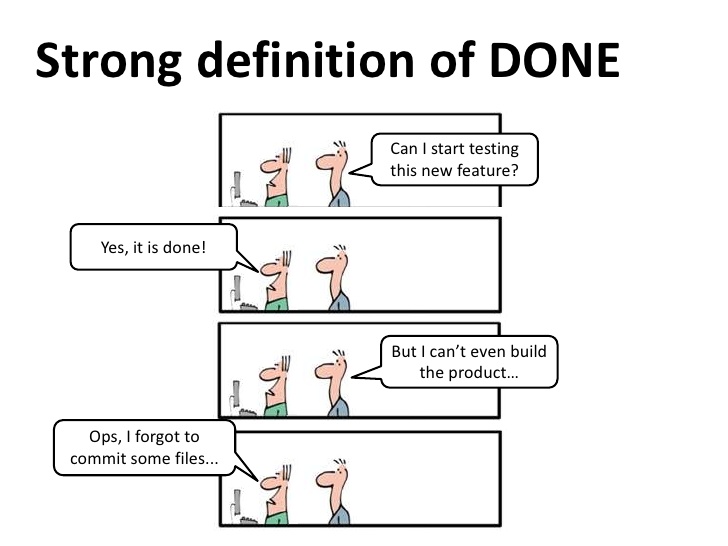 Strong definition of DONE
Can I start testing
this new feature?
Yes, it is done!
But I can’t even build
the product…
Ops, I forgot to
commit some files...